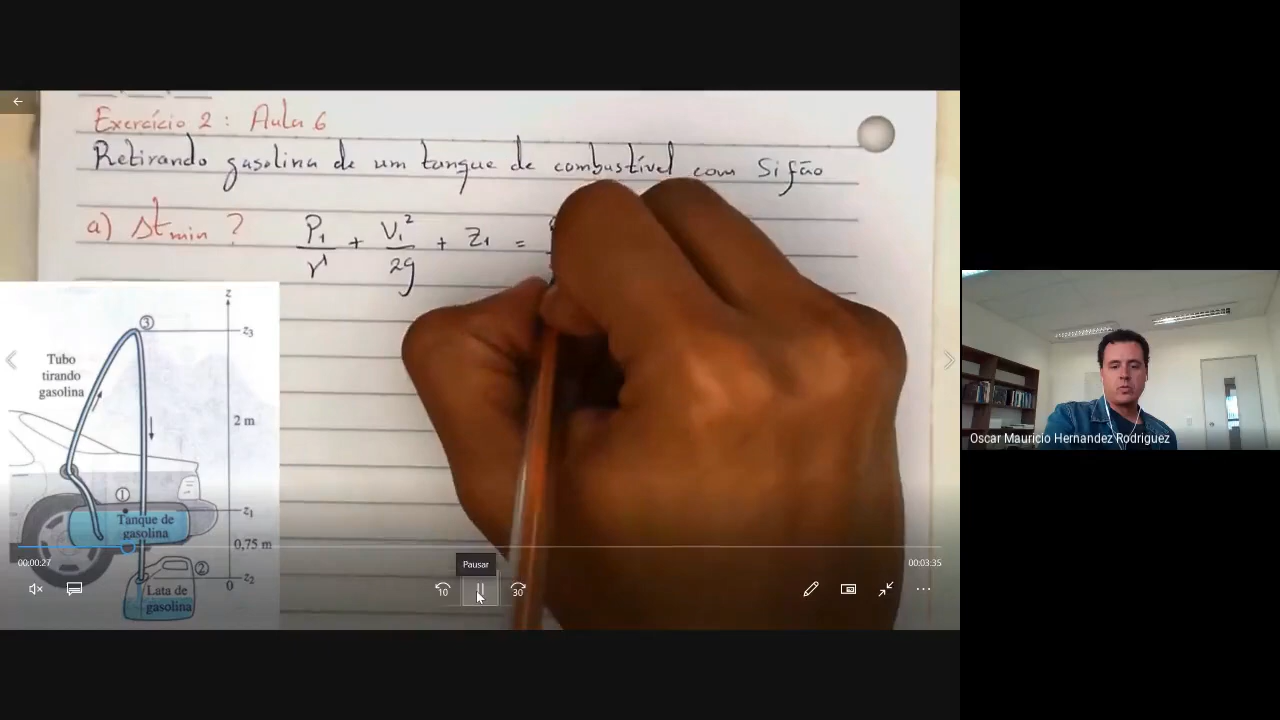 Exercício 2 : Aula 6
Retirando gasolina de um tanque de combustível com Sifão
a) Δt min ? P1/γ + V1²/2g + Z1 =
z
3
z3
Tubo
tirando
gasolina
2 m
1
z1
Tanque de
gasolina
0,75 m
2
z2
0
Lata de
gasolina
00:00:27
00:03:35
Pausar
10
30
Oscar Mauricio Hernandez Rodriguez